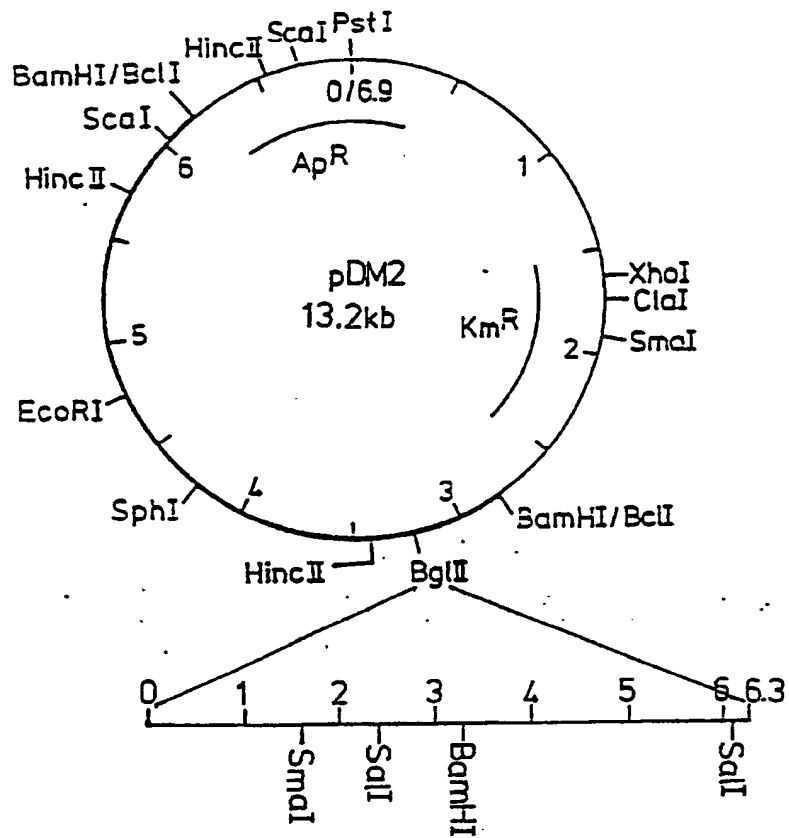 ScaI PstI
HincII
BamHI/BclI
ScaI
HincII
0/6.9
Ap^R
6
1
pDM2
13.2kb
Km^R
XhoI
ClaI
SmaI
2
5
EcoRI
SphI
4
3
BamHI/BclI
HincII
BglII
0 1 2 3 4 5 6 6.3
SmaI
SalI
BamHI
SalI